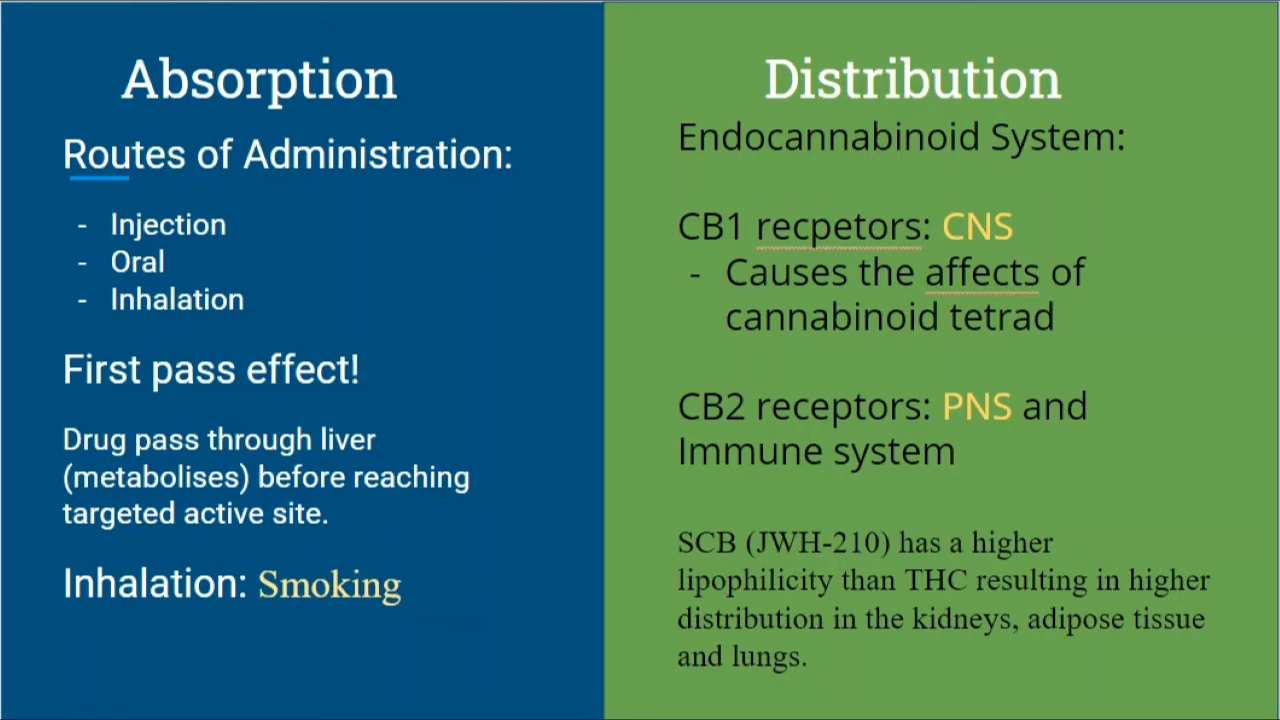 Absorption
Routes of Administration:
- Injection
- Oral
- Inhalation
First pass effect!
Drug pass through liver
(metabolises) before reaching
targeted active site.
Inhalation: Smoking
Distribution
Endocannabinoid System:
CB1 recpetors: CNS
- Causes the affects of
cannabinoid tetrad
CB2 receptors: PNS and
Immune system
SCB (JWH-210) has a higher
lipophilicity than THC resulting in higher
distribution in the kidneys, adipose tissue
and lungs.